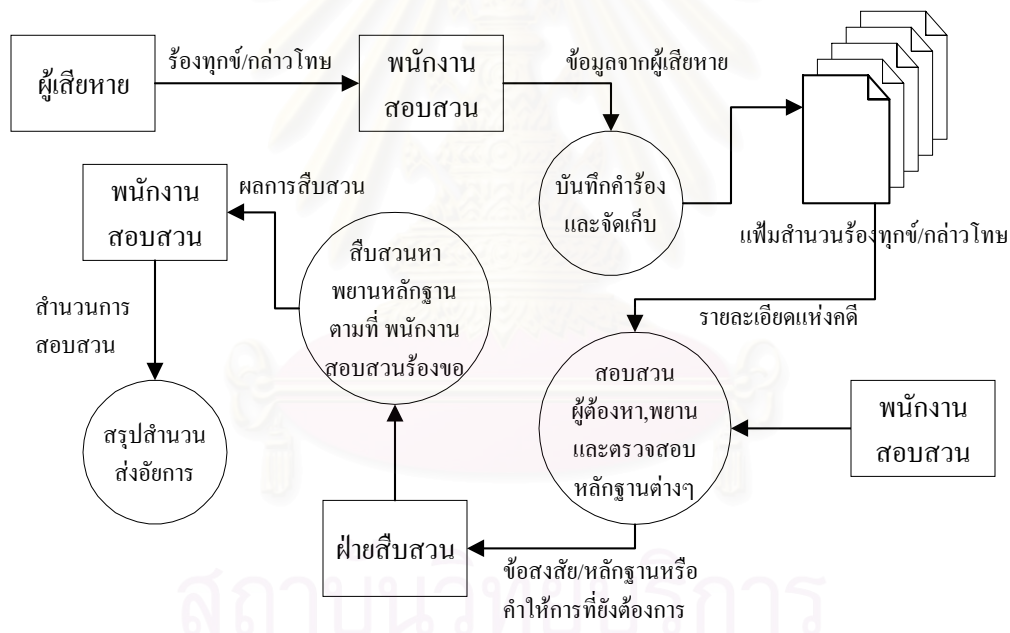 ผู้เสียหาย
ร้องทุกข์/กล่าวโทษ
พนักงาน
สอบสวน
ข้อมูลจากผู้เสียหาย
บันทึกคำร้อง
และจัดเก็บ
แฟ้มสำนวนร้องทุกข์/กล่าวโทษ
รายละเอียดแห่งคดี
สอบสวน
ผู้ต้องหา,พยาน
และตรวจสอบ
หลักฐานต่างๆ
พนักงาน
สอบสวน
ข้อสงสัย/หลักฐานหรือ
คำให้การที่ยังต้องการ
ฝ่ายสืบสวน
สืบสวนหา
พยานหลักฐาน
ตามที่ พนักงาน
สอบสวนร้องขอ
ผลการสืบสวน
พนักงาน
สอบสวน
สำนวนการ
สอบสวน
สรุปสำนวน
ส่งอัยการ
สถาบันวิทยบริการ